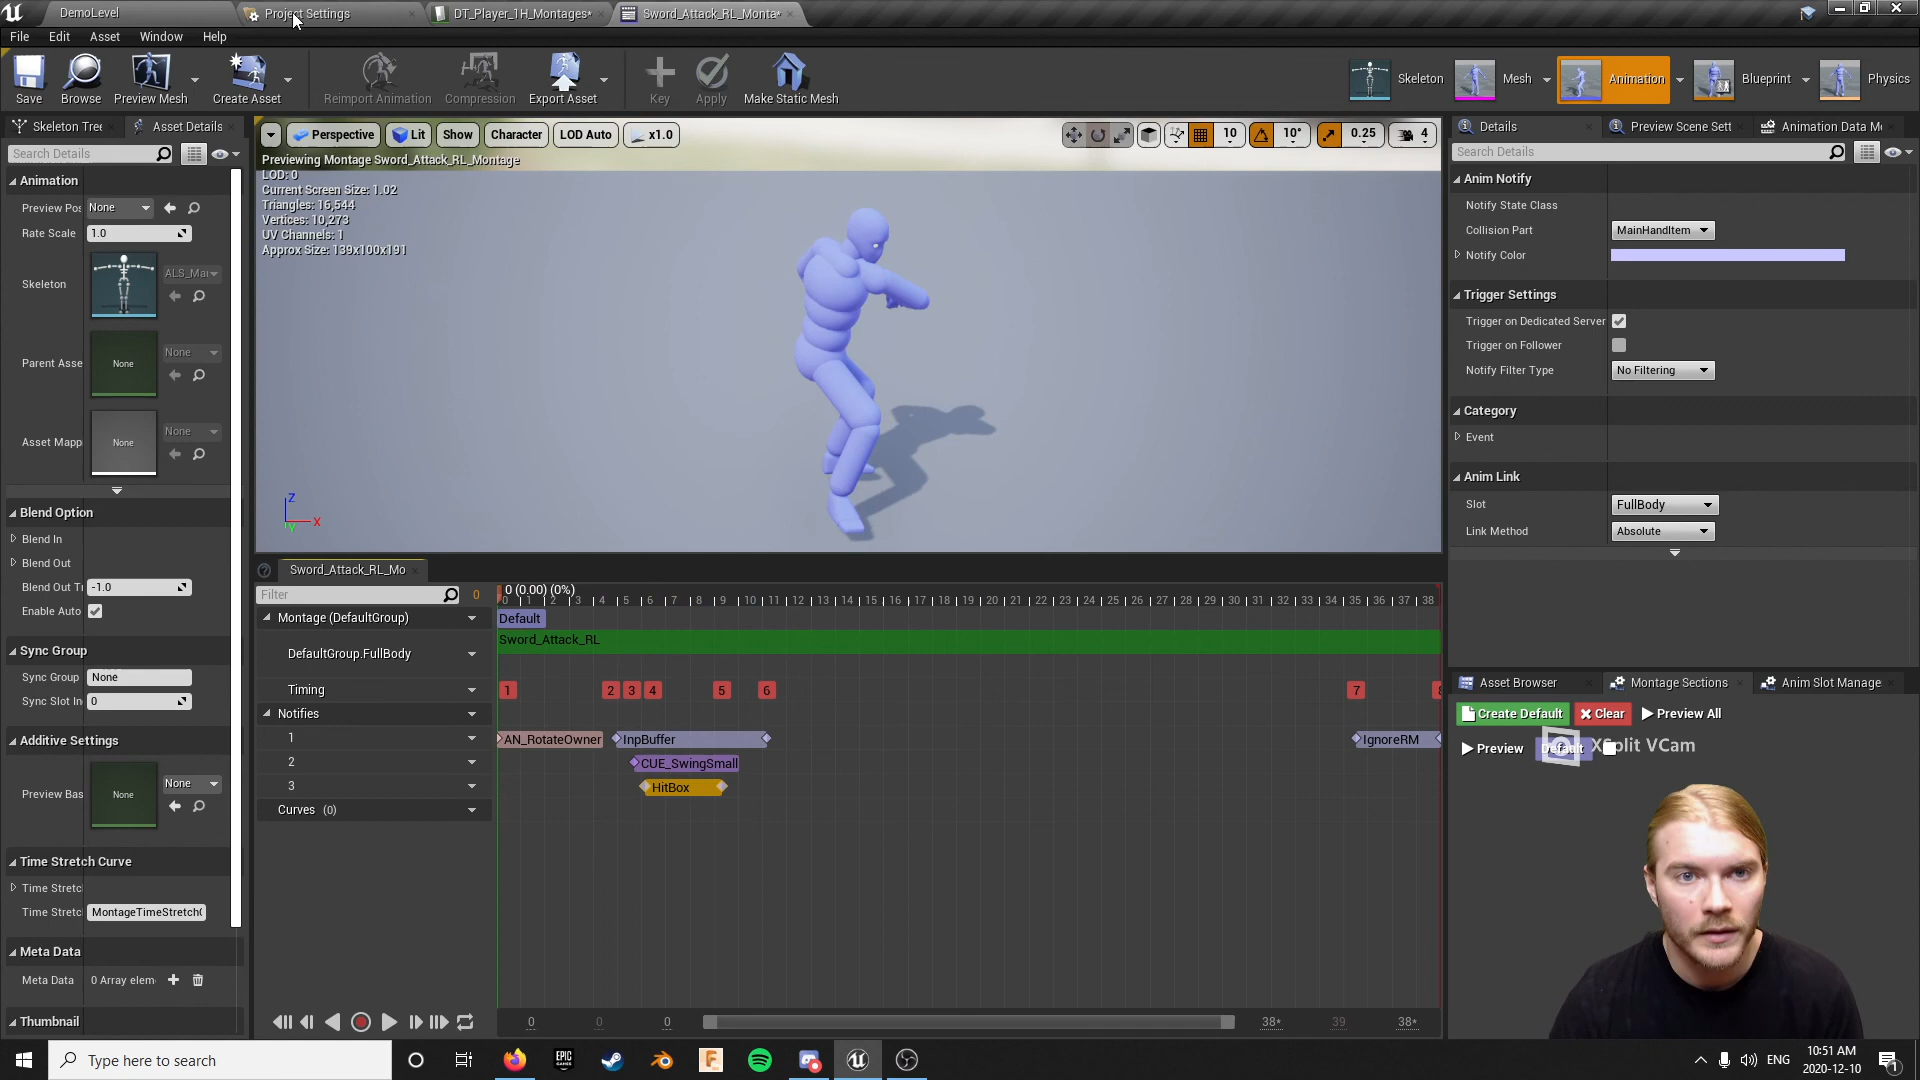 DemoLevel
Project Settings
DT_Player_1H_Montages*
Sword_Attack_RL_Monta*
File Edit Asset Window Help
Save
Browse
Preview Mesh
Create Asset
Reimport Animation
Compression
Export Asset
Key
Apply
Make Static Mesh
Skeleton
Mesh
Animation
Blueprint
Physics
Skeleton Tree
Asset Details
Search Details
Animation
Preview Pos
None
Rate Scale
1.0
Skeleton
ALS_Ma
Parent Asse
None
None
Asset Mapp
None
None
Blend Option
Blend In
Blend Out
Blend Out Ti
-1.0
Enable Auto
Sync Group
Sync Group
None
Sync Slot In
0
Additive Settings
Preview Bas
None
None
Time Stretch Curve
Time Stretc
Time Stretc
MontageTimeStretch
Meta Data
Meta Data
0 Array elem
Thumbnail
Perspective
Lit
Show
Character
LOD Auto
x1.0
10
10°
0.25
4
Previewing Montage Sword_Attack_RL_Montage
LOD: 0
Current Screen Size: 1.02
Triangles: 16,544
Vertices: 10,273
UV Channels: 1
Approx Size: 139x100x191
Z
X
Y
Sword_Attack_RL_Mo
Filter
0
0 (0.00) (0%)
0 1 2 3 4 5 6 7 8 9 10 11 12 13 14 15 16 17 18 19 20 21 22 23 24 25 26 27 28 29 30 31 32 33 34 35 36 37 38
Montage (DefaultGroup)
Default
Sword_Attack_RL
DefaultGroup.FullBody
Timing
1 2 3 4 5 6 7 8
Notifies
1
AN_RotateOwner
InpBuffer
IgnoreRM
2
CUE_SwingSmall
3
HitBox
Curves (0)
0
0
0
38*
39
38*
Details
Preview Scene Sett
Animation Data M
Search Details
Anim Notify
Notify State Class
Collision Part
MainHandItem
Notify Color
Trigger Settings
Trigger on Dedicated Server
Trigger on Follower
Notify Filter Type
No Filtering
Category
Event
Anim Link
Slot
FullBody
Link Method
Absolute
Asset Browser
Montage Sections
Anim Slot Manage
Create Default
Clear
Preview All
Preview
Default
XSplit VCam
Type here to search
EPIC GAMES
ENG
10:51 AM
2020-12-10
1